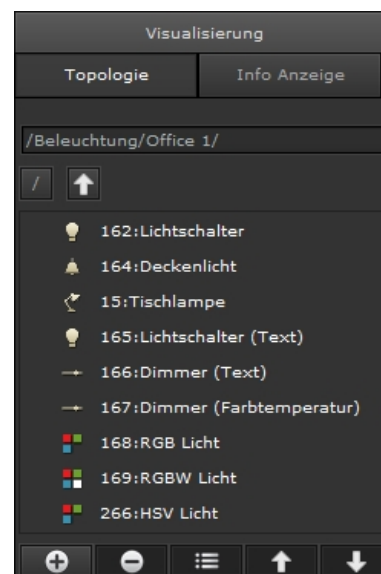 Visualisierung
Topologie
Info Anzeige
/Beleuchtung/Office 1/
/
162:Lichtschalter
164:Deckenlicht
15:Tischlampe
165:Lichtschalter (Text)
166:Dimmer (Text)
167:Dimmer (Farbtemperatur)
168:RGB Licht
169:RGBW Licht
266:HSV Licht